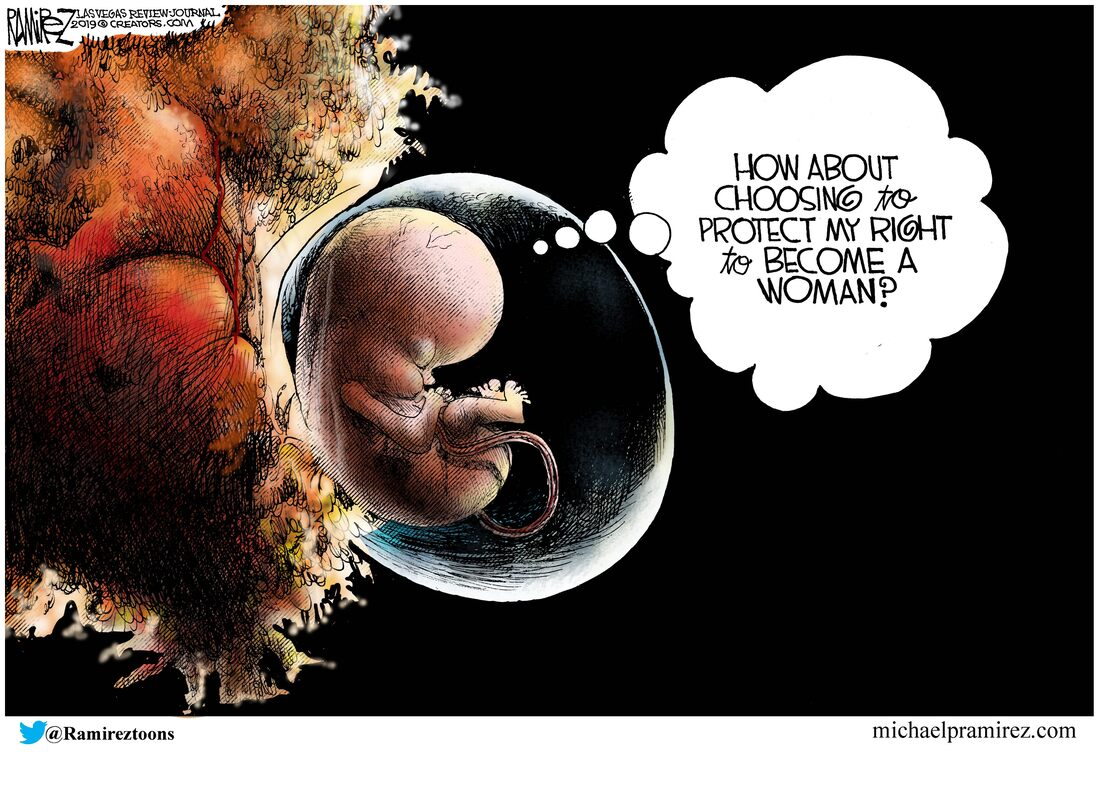 RAMIREZ
LAS VEGAS REVIEW-JOURNAL
2019 © CREATORS.COM
HOW ABOUT
CHOOSING to
PROTECT MY RIGHT
to BECOME A
WOMAN?
@Ramireztoons
michaelpramirez.com